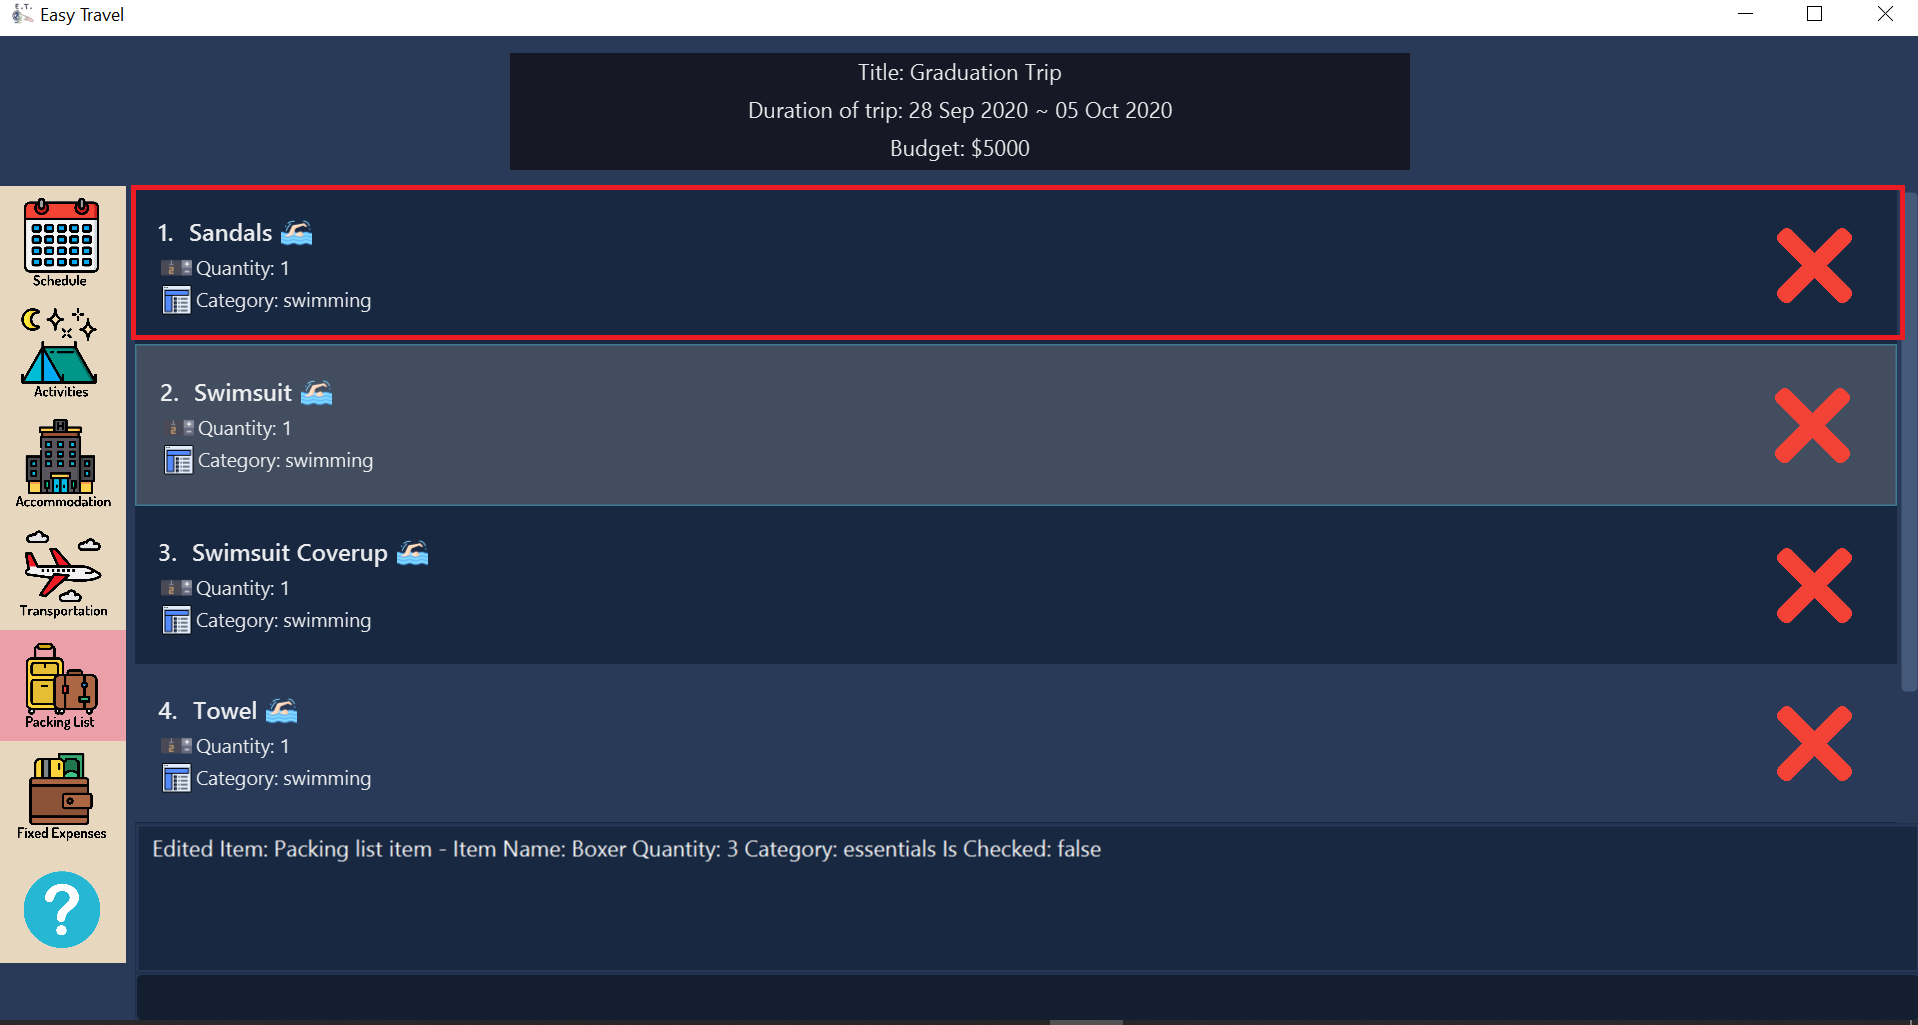 Easy Travel
Title: Graduation Trip
Duration of trip: 28 Sep 2020 ~ 05 Oct 2020
Budget: $5000
Schedule
Activities
Accommodation
Transportation
Packing List
Fixed Expenses
?
1. Sandals
Quantity: 1
Category: swimming
2. Swimsuit
Quantity: 1
Category: swimming
3. Swimsuit Coverup
Quantity: 1
Category: swimming
4. Towel
Quantity: 1
Category: swimming
Edited Item: Packing list item - Item Name: Boxer Quantity: 3 Category: essentials Is Checked: false